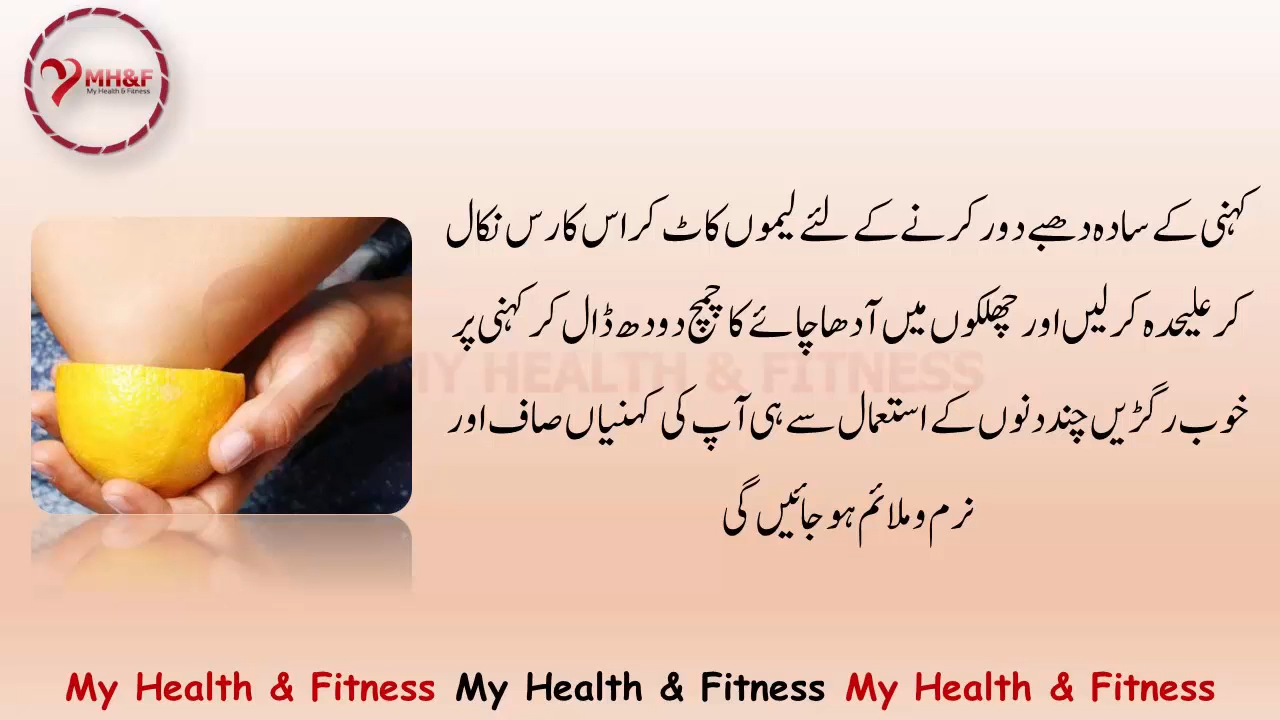 MH&F
My Health & Fitness
کہنی کے سادہ دھبے دور کرنے کے لئے لیموں کاٹ کر اس کا رس نکال
کر علیحدہ کر لیں اور چھلکوں میں آدھا چائے کا چمچ دودھ ڈال کر کہنی پر
MY HEALTH & FITNESS
خوب رگڑیں چند دنوں کے استعمال سے ہی آپ کی کہنیاں صاف اور
نرم و ملائم ہو جائیں گی
My Health & Fitness My Health & Fitness My Health & Fitness